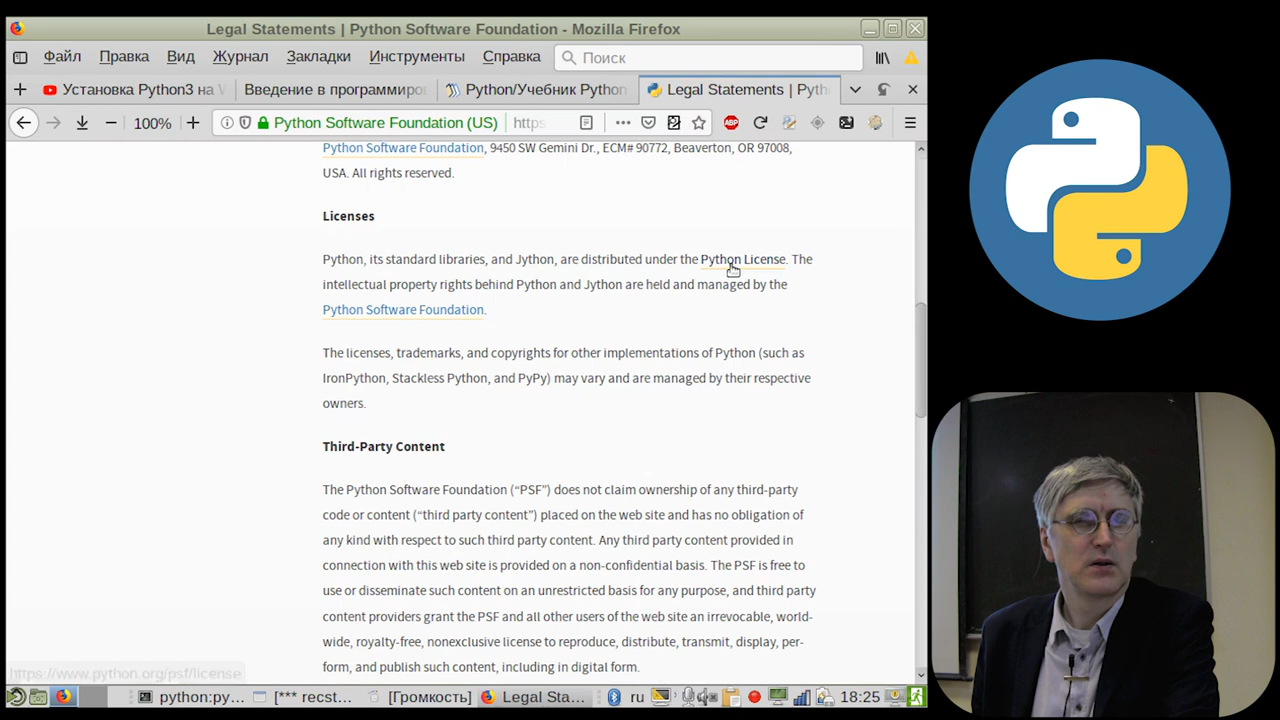 Legal Statements | Python Software Foundation - Mozilla Firefox
Файл Правка Вид Журнал Закладки Инструменты Справка Поиск
Установка Python3 на Введение в программиро Python/Учебник Python Legal Statements | Pyth
100% Python Software Foundation (US) https ABP
Python Software Foundation, 9450 SW Gemini Dr., ECM# 90772, Beaverton, OR 97008,
USA. All rights reserved.
Licenses
Python, its standard libraries, and Jython, are distributed under the Python License. The
intellectual property rights behind Python and Jython are held and managed by the
Python Software Foundation.
The licenses, trademarks, and copyrights for other implementations of Python (such as
IronPython, Stackless Python, and PyPy) may vary and are managed by their respective
owners.
Third-Party Content
The Python Software Foundation (“PSF”) does not claim ownership of any third-party
code or content (“third party content”) placed on the web site and has no obligation of
any kind with respect to such third party content. Any third party content provided in
connection with this web site is provided on a non-confidential basis. The PSF is free to
use or disseminate such content on an unrestricted basis for any purpose, and third party
content providers grant the PSF and all other users of the web site an irrevocable, world-
wide, royalty-free, nonexclusive license to reproduce, distribute, transmit, display, per-
form, and publish such content, including in digital form.
https://www.python.org/psf/license
python:py... [*** recst... [Громкость] Legal Sta... ru 18:25